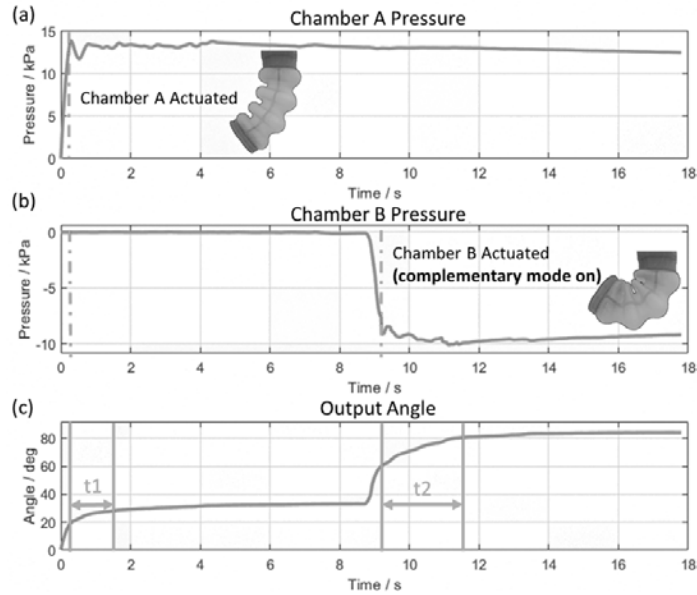 (a)
Chamber A Pressure
15
10
5
0
Pressure / kPa
Chamber A Actuated
0 2 4 6 8 10 12 14 16 18
Time / s
(b)
Chamber B Pressure
0
-5
-10
Pressure / kPa
Chamber B Actuated
(complementary mode on)
0 2 4 6 8 10 12 14 16 18
Time / s
(c)
Output Angle
80
60
40
20
0
Angle / deg
t1
t2
0 2 4 6 8 10 12 14 16 18
Time / s